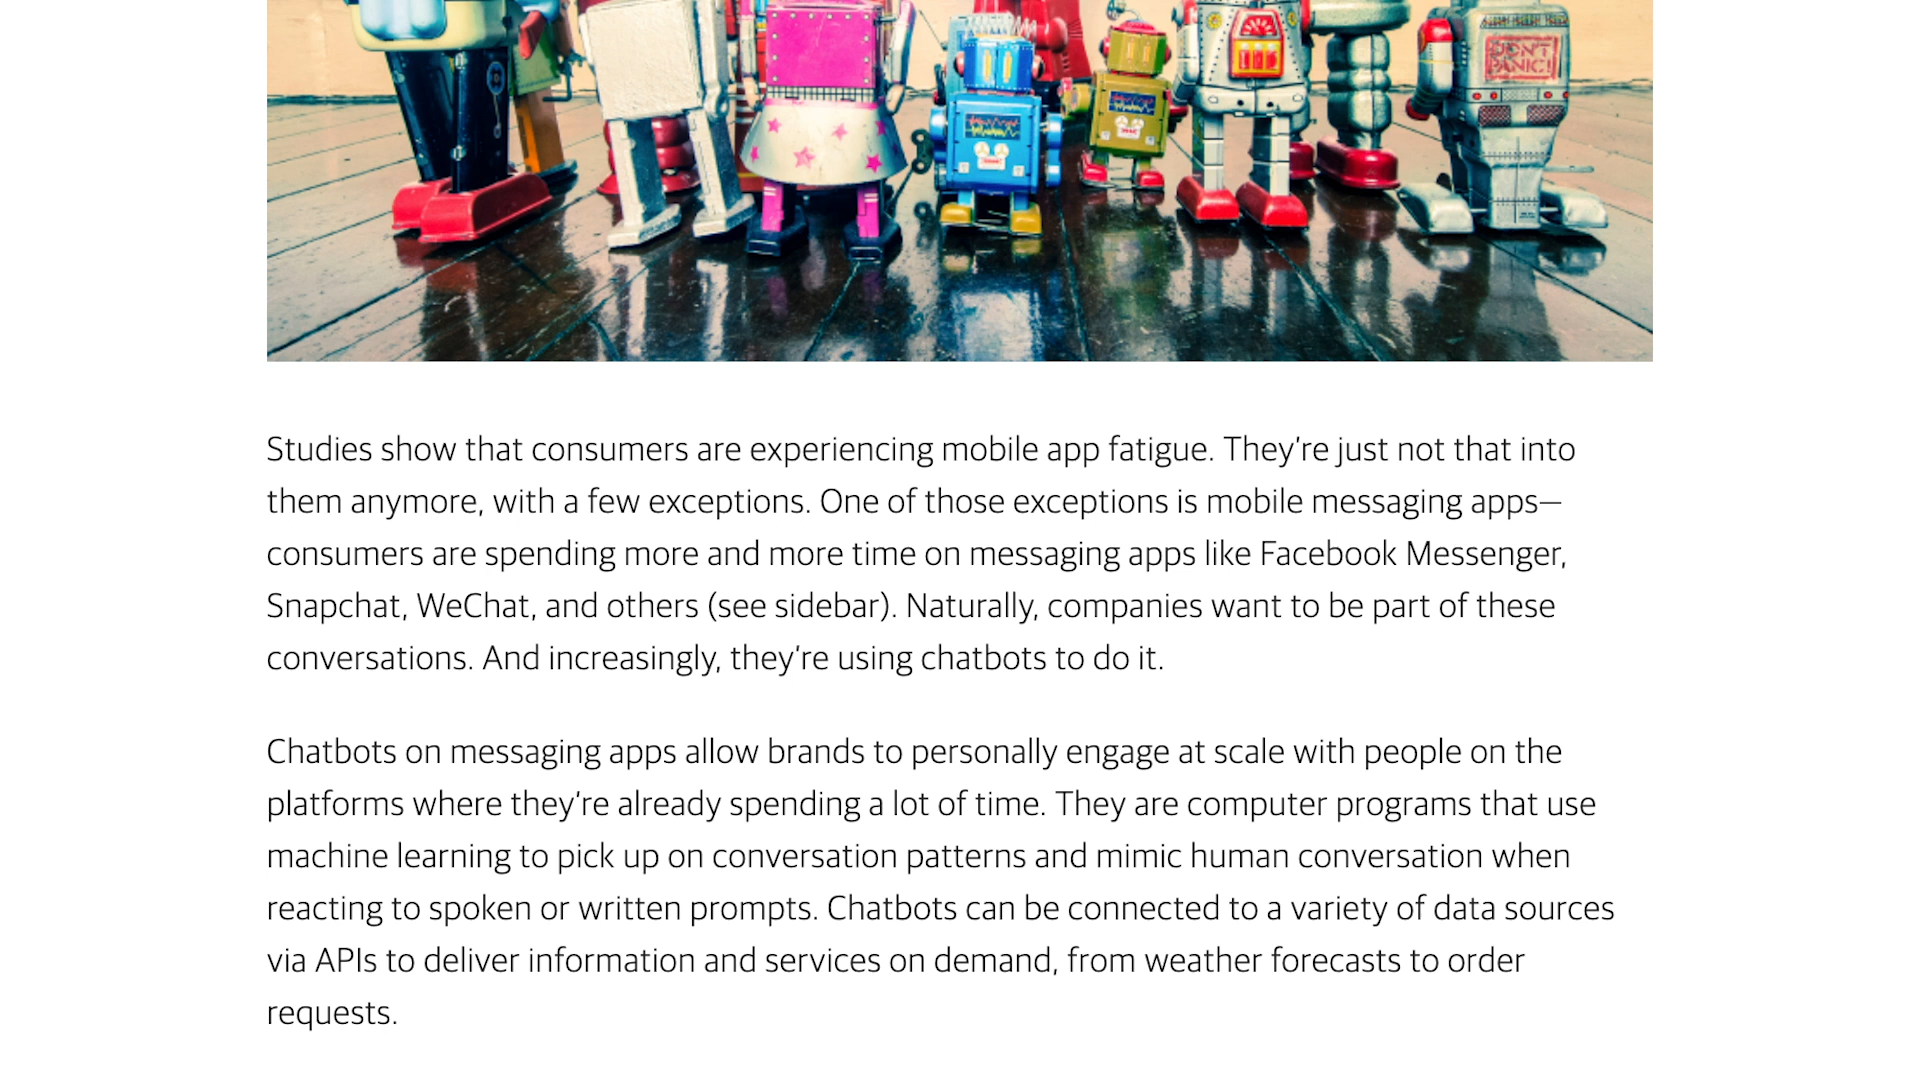 DON'T
PANIC!
Studies show that consumers are experiencing mobile app fatigue. They’re just not that into
them anymore, with a few exceptions. One of those exceptions is mobile messaging apps—
consumers are spending more and more time on messaging apps like Facebook Messenger,
Snapchat, WeChat, and others (see sidebar). Naturally, companies want to be part of these
conversations. And increasingly, they’re using chatbots to do it.
Chatbots on messaging apps allow brands to personally engage at scale with people on the
platforms where they’re already spending a lot of time. They are computer programs that use
machine learning to pick up on conversation patterns and mimic human conversation when
reacting to spoken or written prompts. Chatbots can be connected to a variety of data sources
via APIs to deliver information and services on demand, from weather forecasts to order
requests.